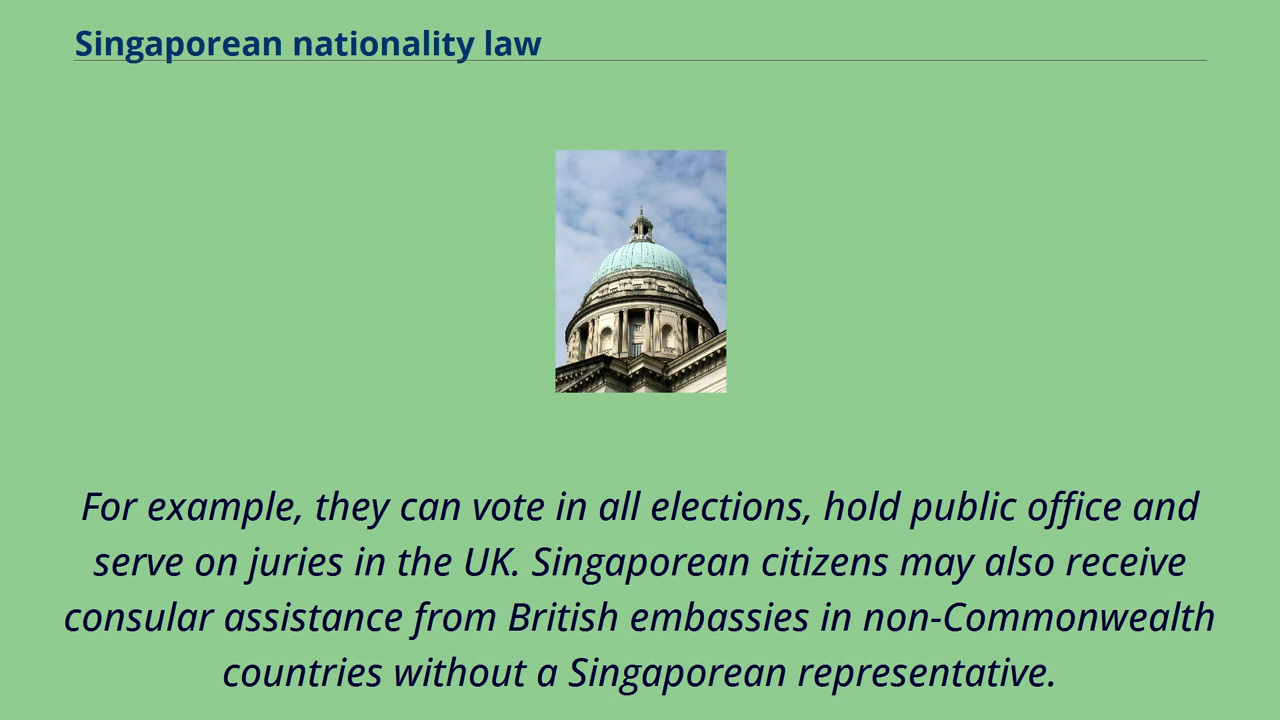 Singaporean nationality law
For example, they can vote in all elections, hold public office and
serve on juries in the UK. Singaporean citizens may also receive
consular assistance from British embassies in non-Commonwealth
countries without a Singaporean representative.